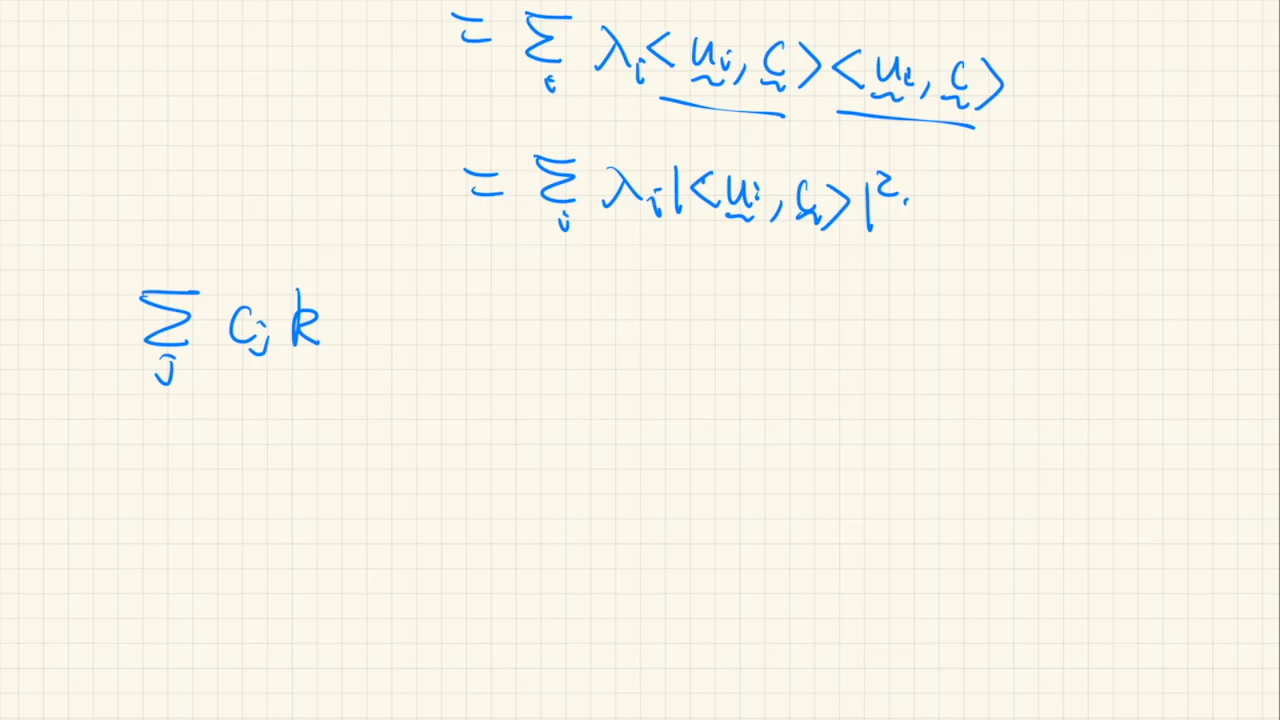 = Σ_i λ_i <u_i, c> <u_i, c>
= Σ_i λ_i |<u_i, c>|².
Σ_j c_j k